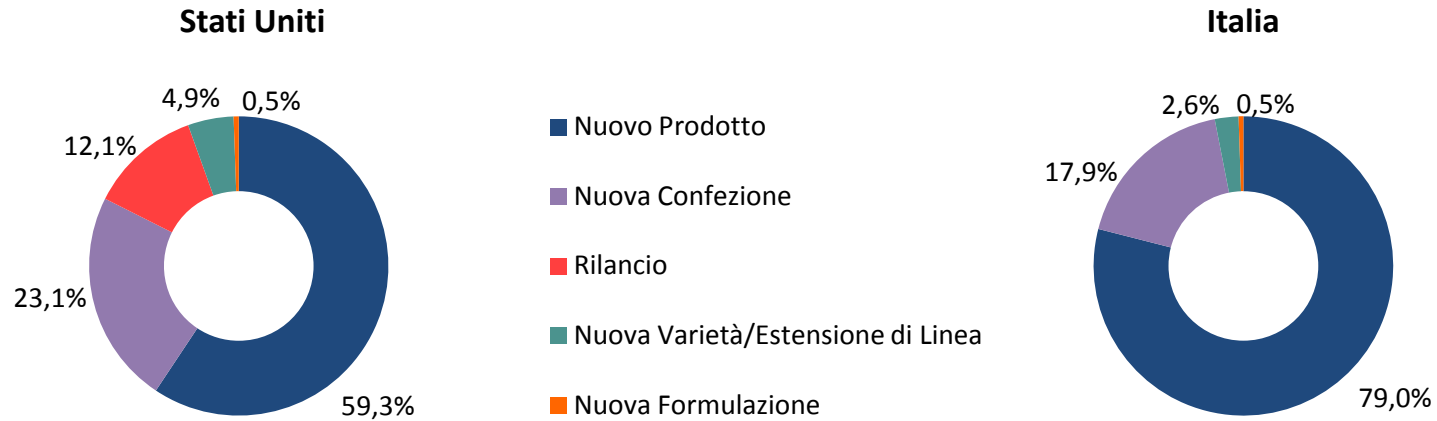 Stati Uniti
4,9%
0,5%
12,1%
23,1%
59,3%
Nuovo Prodotto
Nuova Confezione
Rilancio
Nuova Varietà/Estensione di Linea
Nuova Formulazione
Italia
2,6%
0,5%
17,9%
79,0%